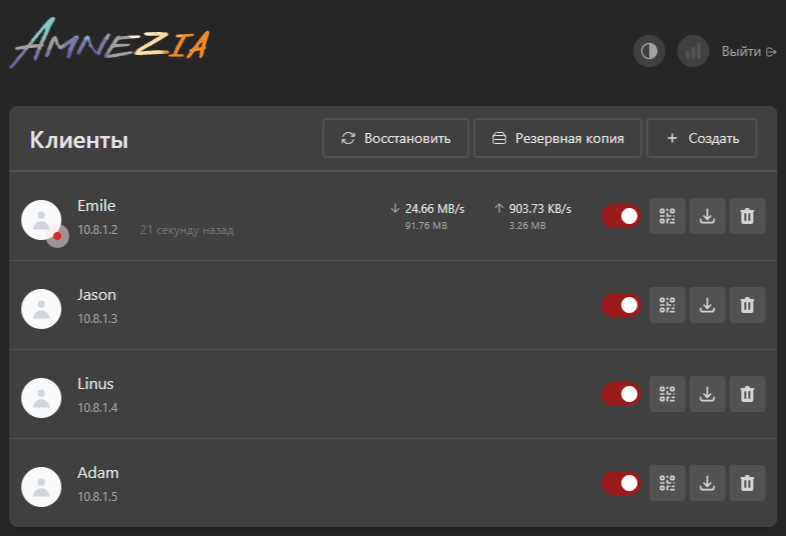 AMNEZIA
Выйти
Клиенты
Восстановить
Резервная копия
+ Создать
Emile
10.8.1.2 21 секунду назад
↓ 24.66 MB/s ↑ 903.73 KB/s
91.76 MB 3.26 MB
Jason
10.8.1.3
Linus
10.8.1.4
Adam
10.8.1.5